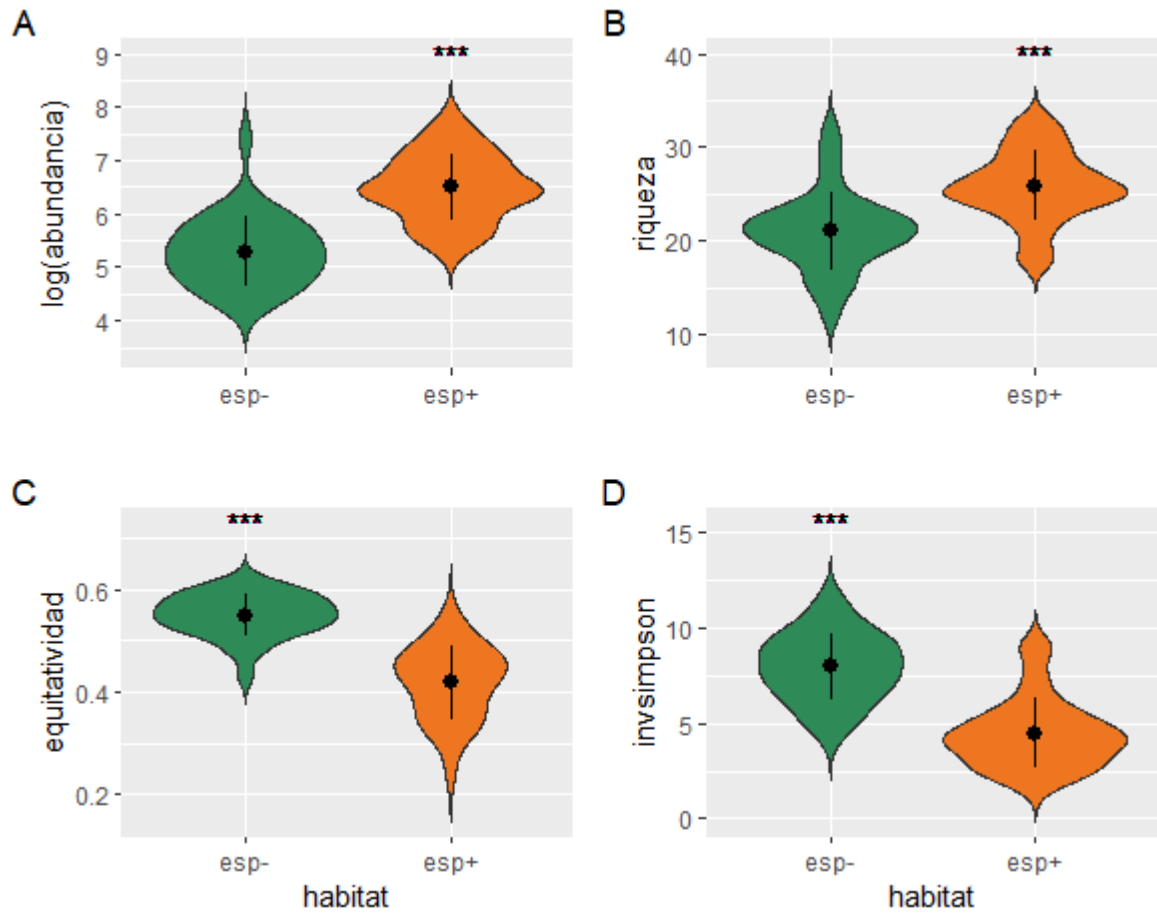 A
B
log(abundancia)
9
8
7
6
5
4
***
esp-
esp+
riqueza
40
30
20
10
***
esp-
esp+
C
D
equitatividad
0.6
0.4
0.2
***
esp-
esp+
habitat
invsimpson
15
10
5
0
***
esp-
esp+
habitat